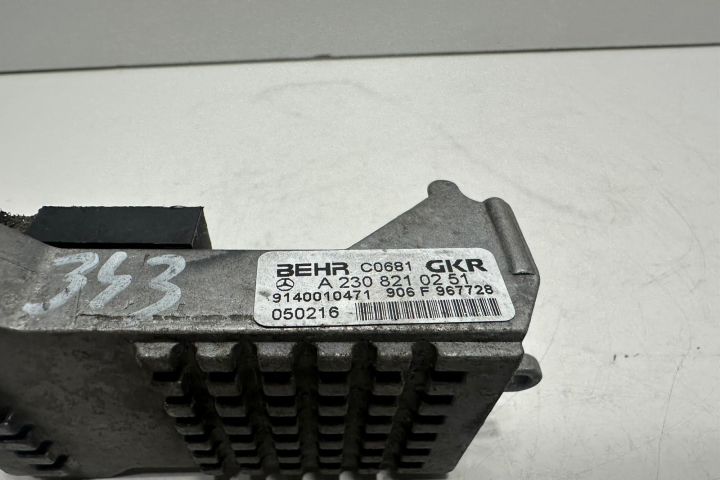 343
BEHR C0681 GKR
A 230 821 02 51
9140010471 906 F 967728
050216